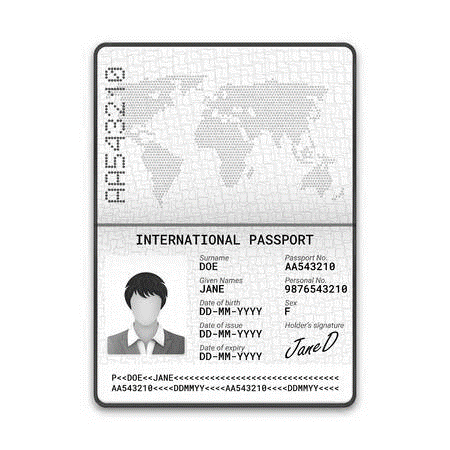 AA543210
INTERNATIONAL PASSPORT
Surname
DOE
Passport No.
AA543210
Given Names
JANE
Personal No.
9876543210
Date of birth
DD-MM-YYYY
Sex
F
Date of issue
DD-MM-YYYY
Holder's signature
JaneD
Date of expiry
DD-MM-YYYY
P<<DOE<<JANE<<<<<<<<<<<<<<<<<<<<<<<<<<<<<<<<
AA543210<<<<DDMMYY<<<<AA543210<<<<DDMMYY<<<<